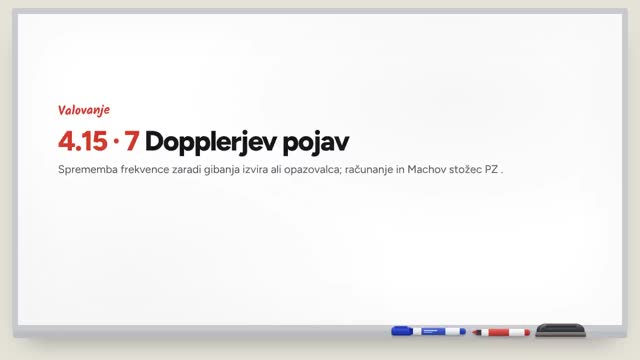 Valovanje
4.15 · 7 Dopplerjev pojav
Sprememba frekvence zaradi gibanja izvira ali opazovalca; računanje in Machov stožec PZ .